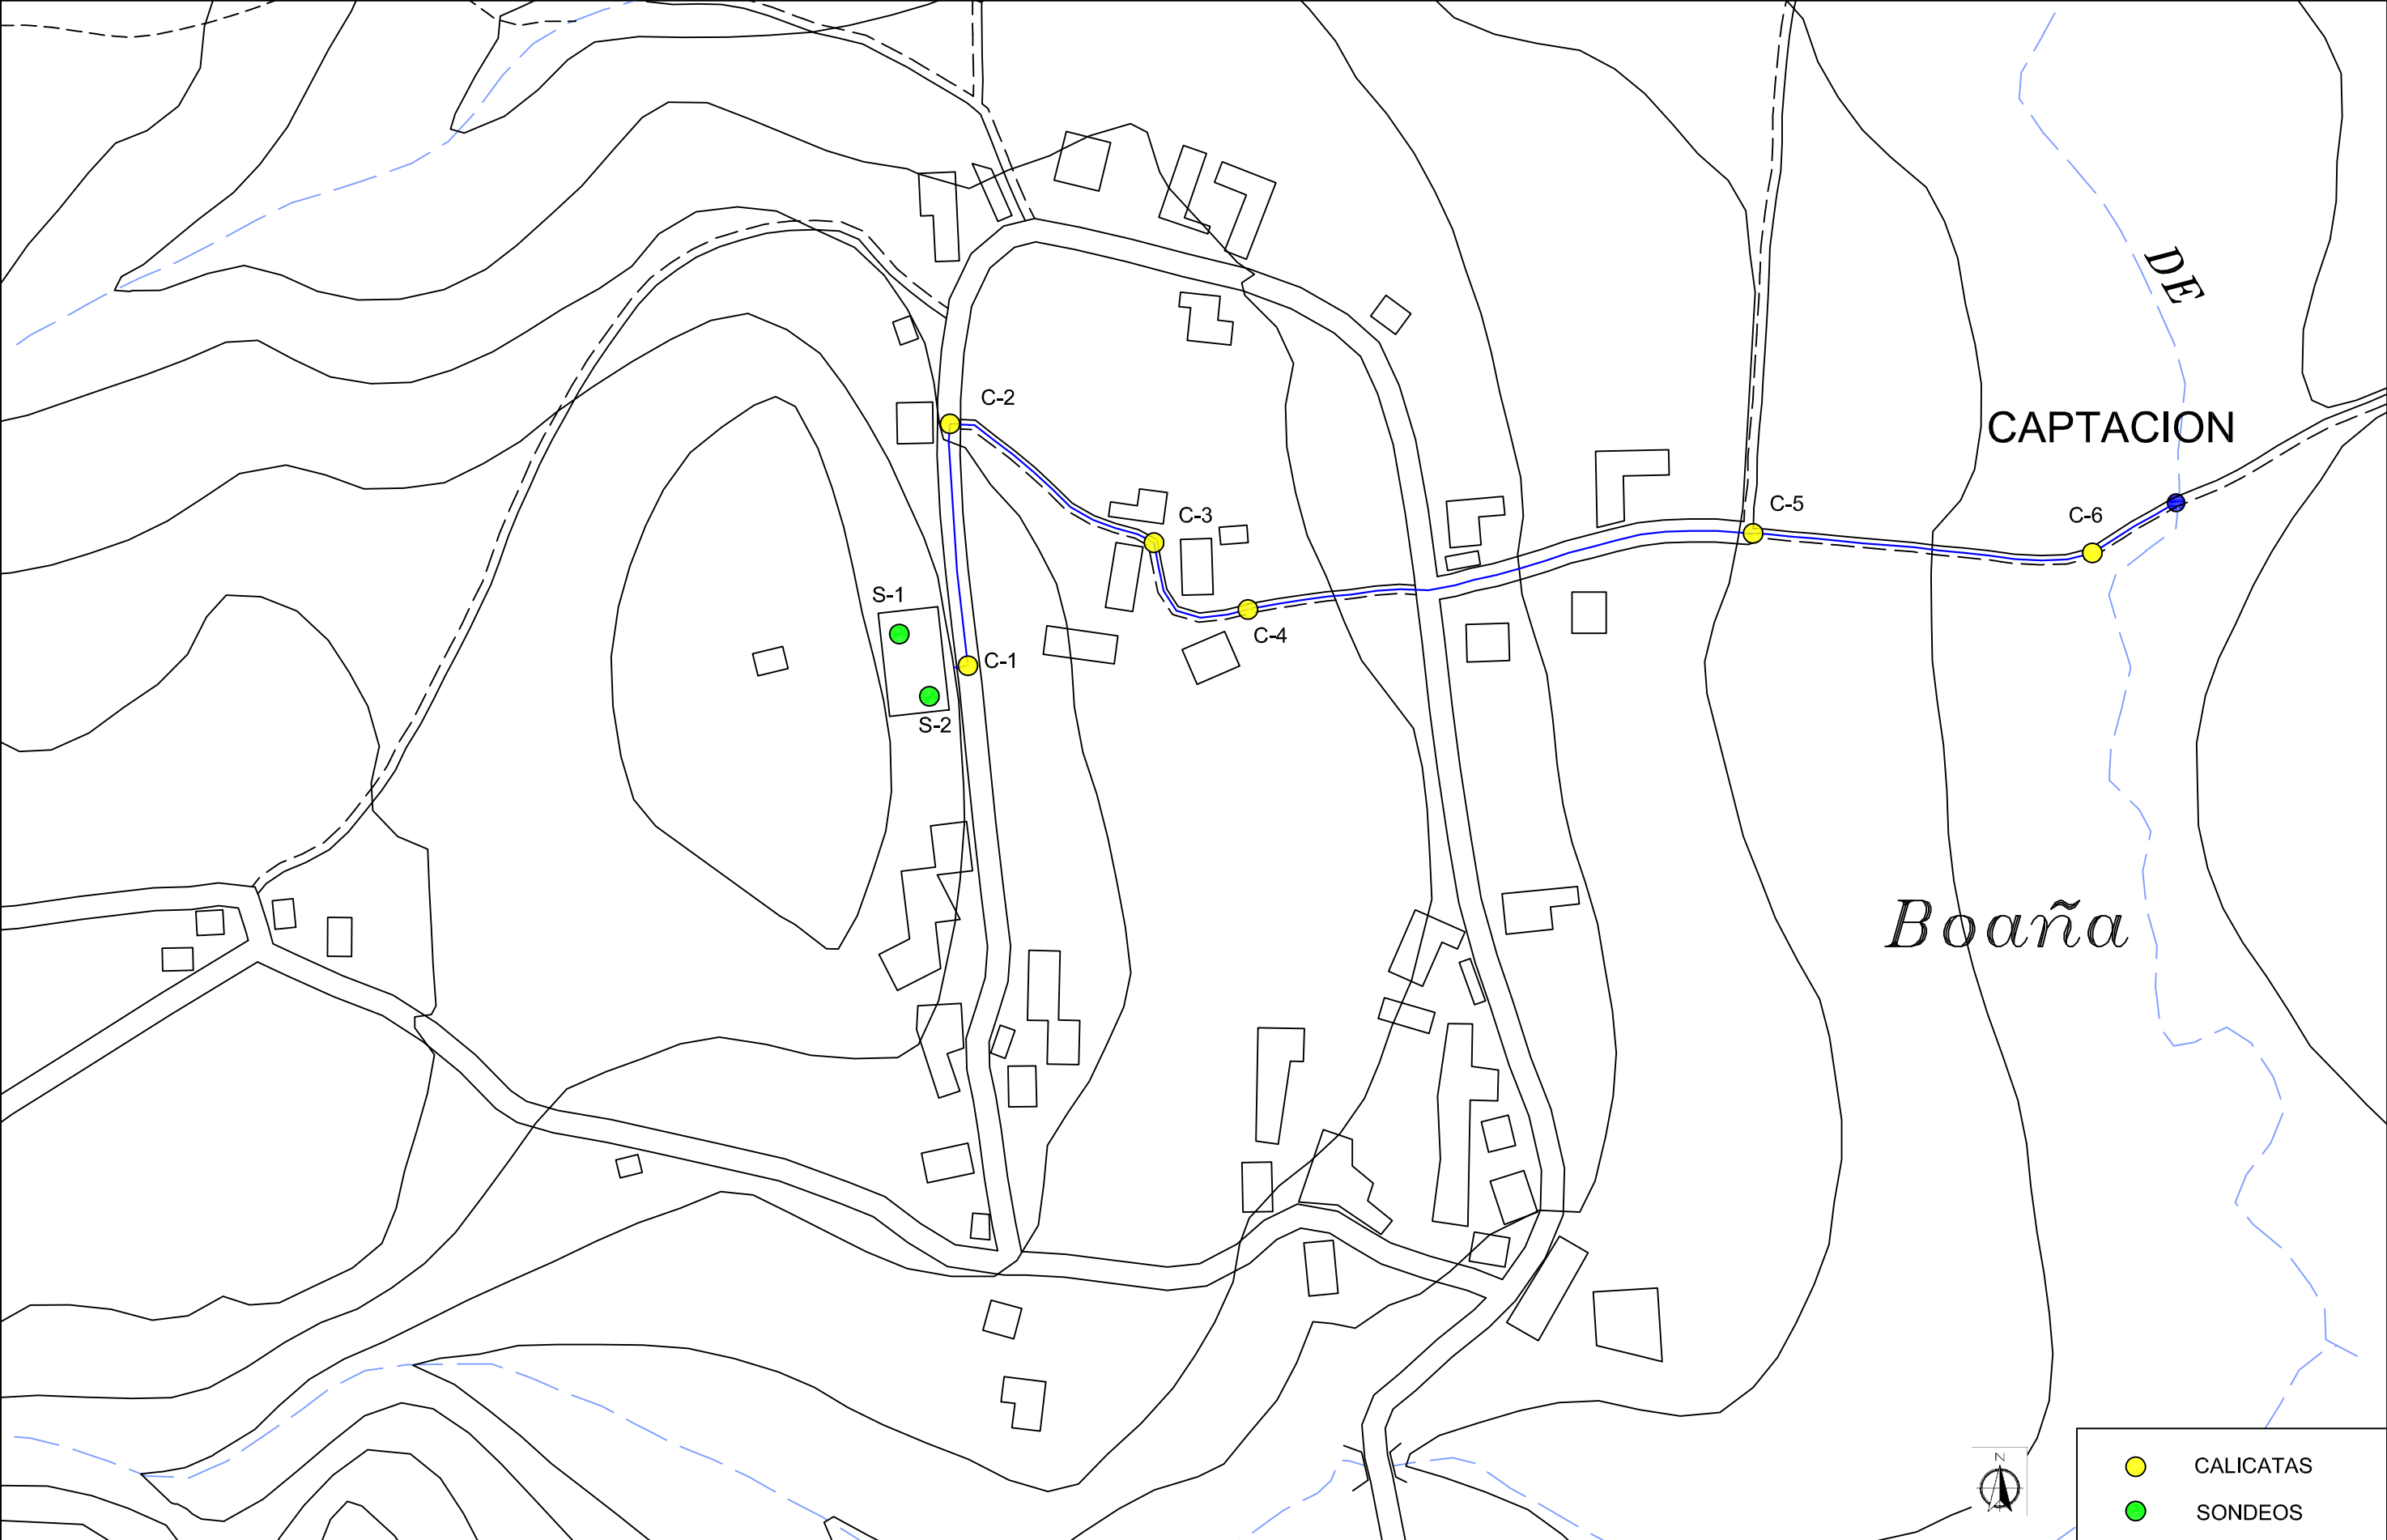 DE
C-2
CAPTACION
C-3
C-5
C-6
S-1
C-4
C-1
S-2
Boaña
N
CALICATAS
SONDEOS